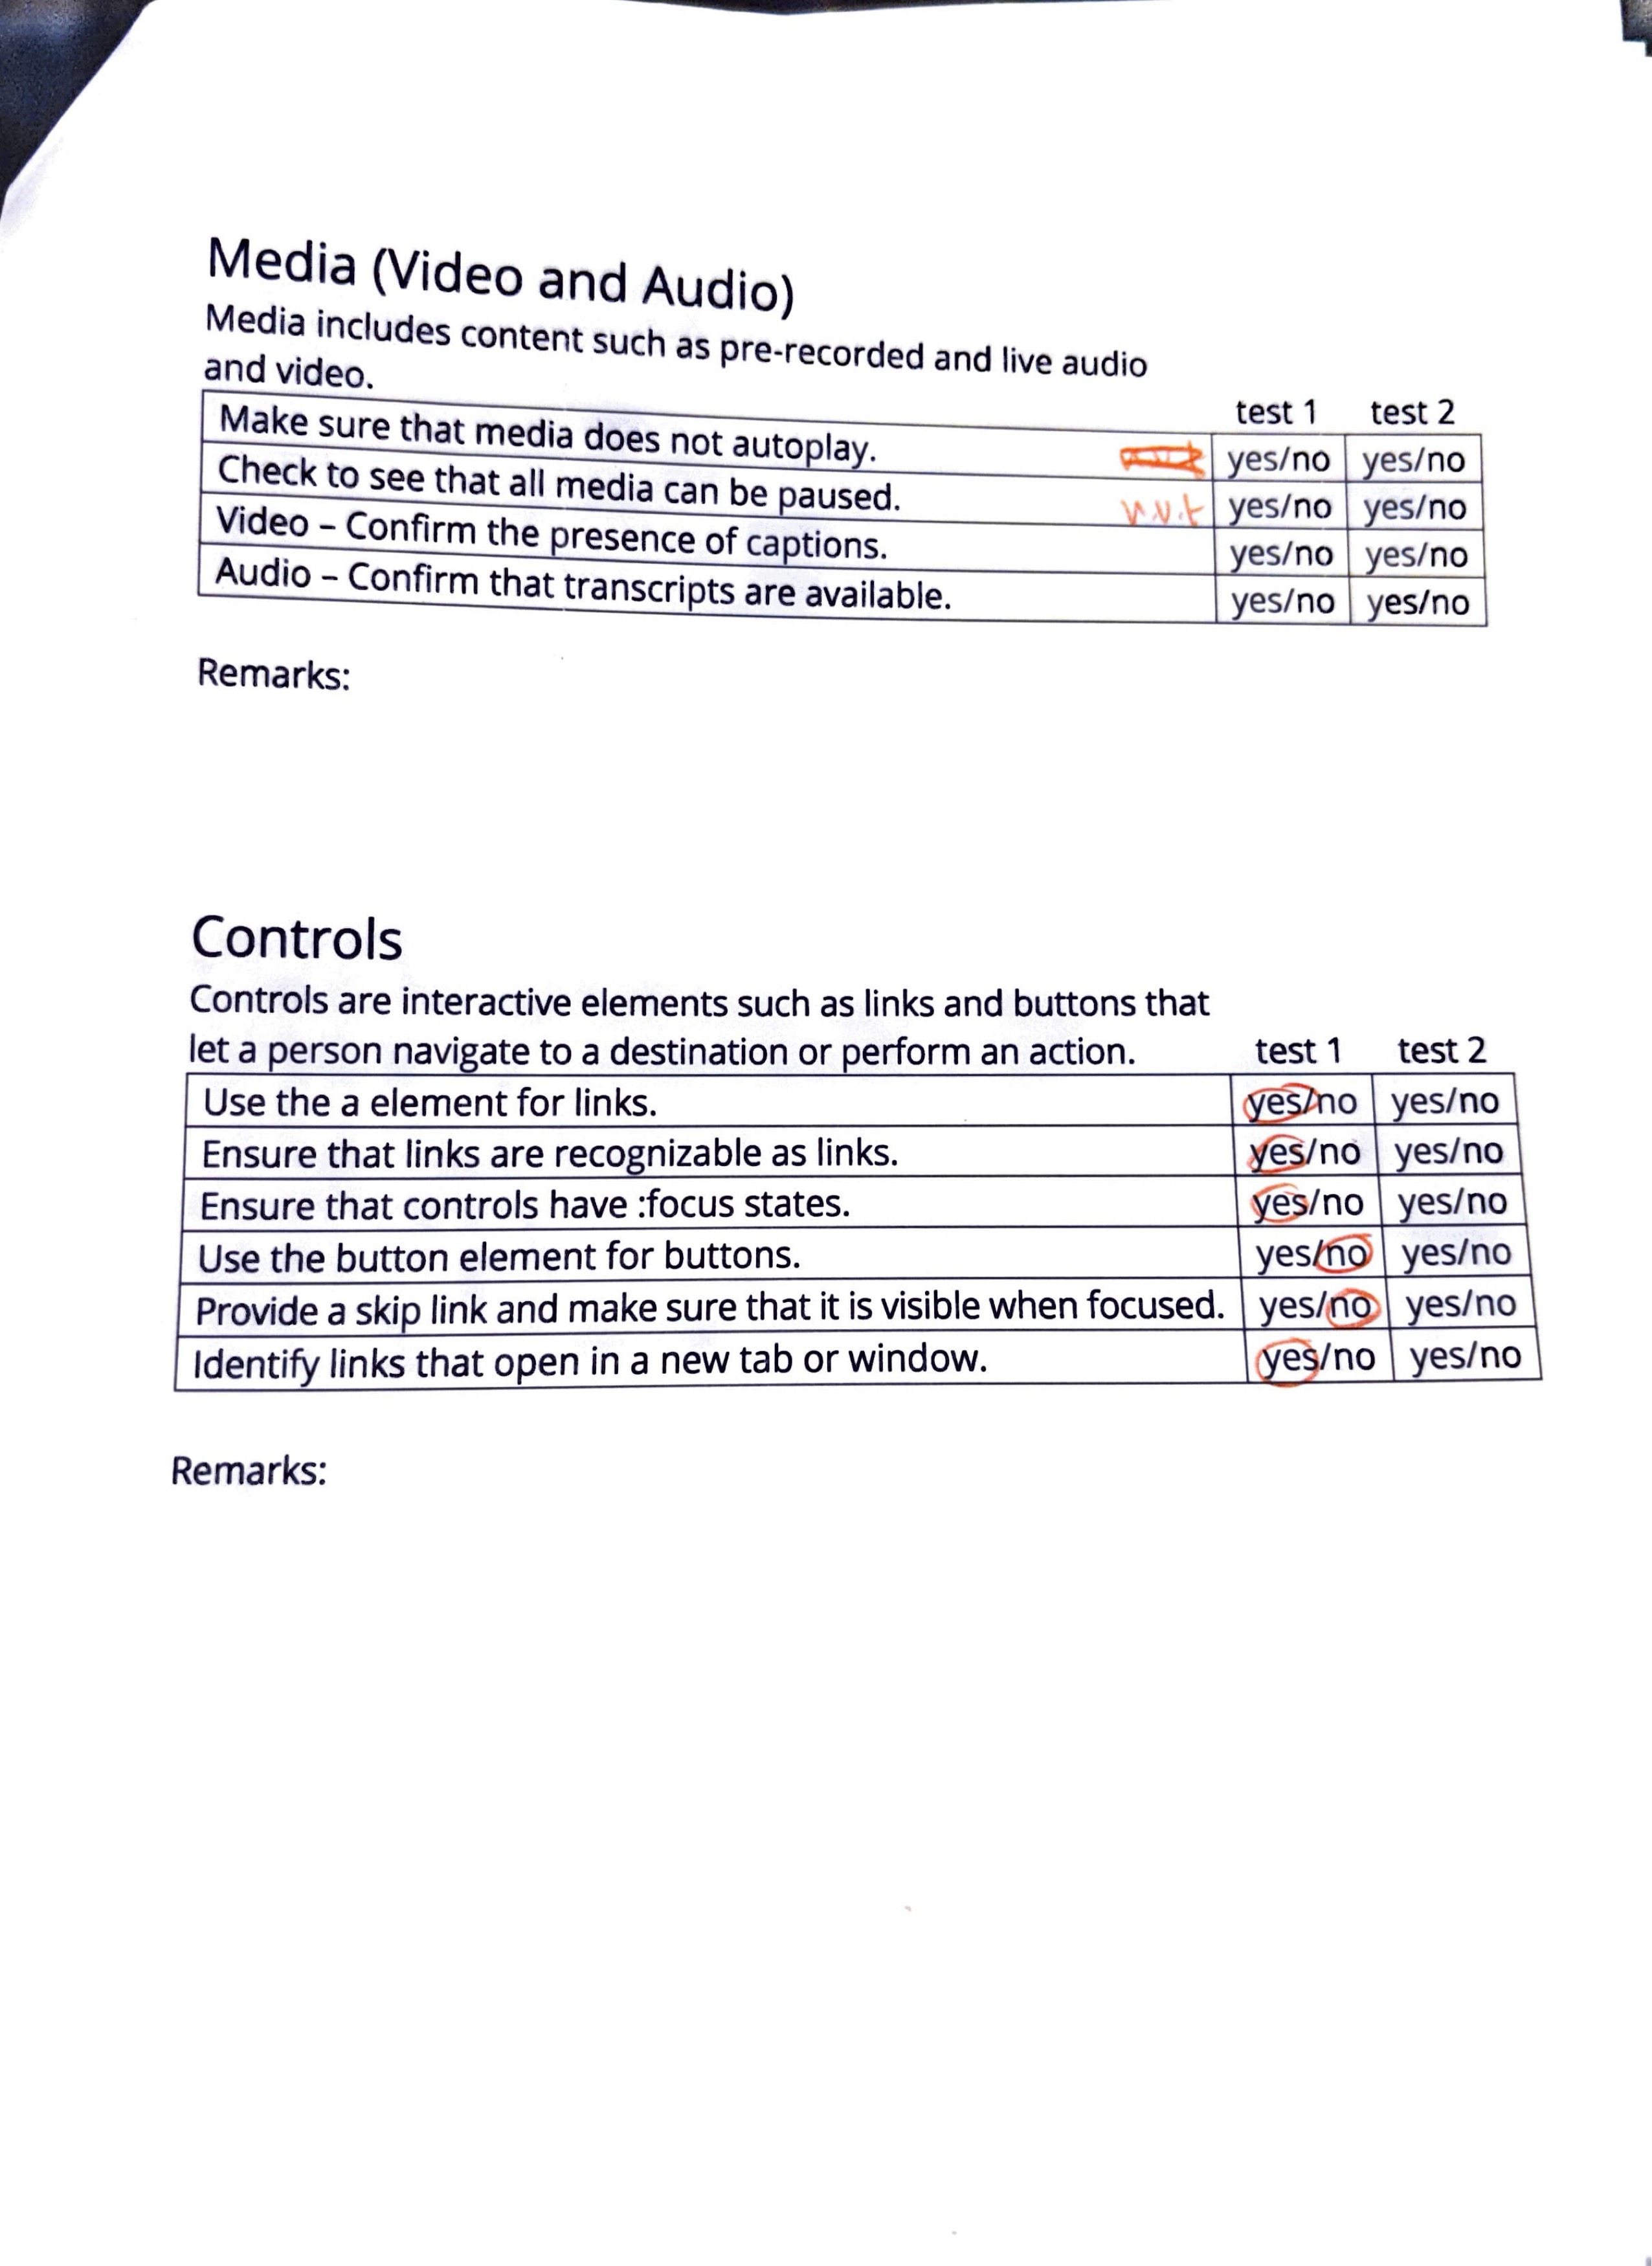 Media (Video and Audio)
Media includes content such as pre-recorded and live audio
and video.
test 1 test 2
Make sure that media does not autoplay. yes/no yes/no
Check to see that all media can be paused. n.v.t yes/no yes/no
Video – Confirm the presence of captions. yes/no yes/no
Audio – Confirm that transcripts are available. yes/no yes/no
Remarks:
Controls
Controls are interactive elements such as links and buttons that
let a person navigate to a destination or perform an action. test 1 test 2
Use the a element for links. yes/no yes/no
Ensure that links are recognizable as links. yes/no yes/no
Ensure that controls have :focus states. yes/no yes/no
Use the button element for buttons. yes/no yes/no
Provide a skip link and make sure that it is visible when focused. yes/no yes/no
Identify links that open in a new tab or window. yes/no yes/no
Remarks: